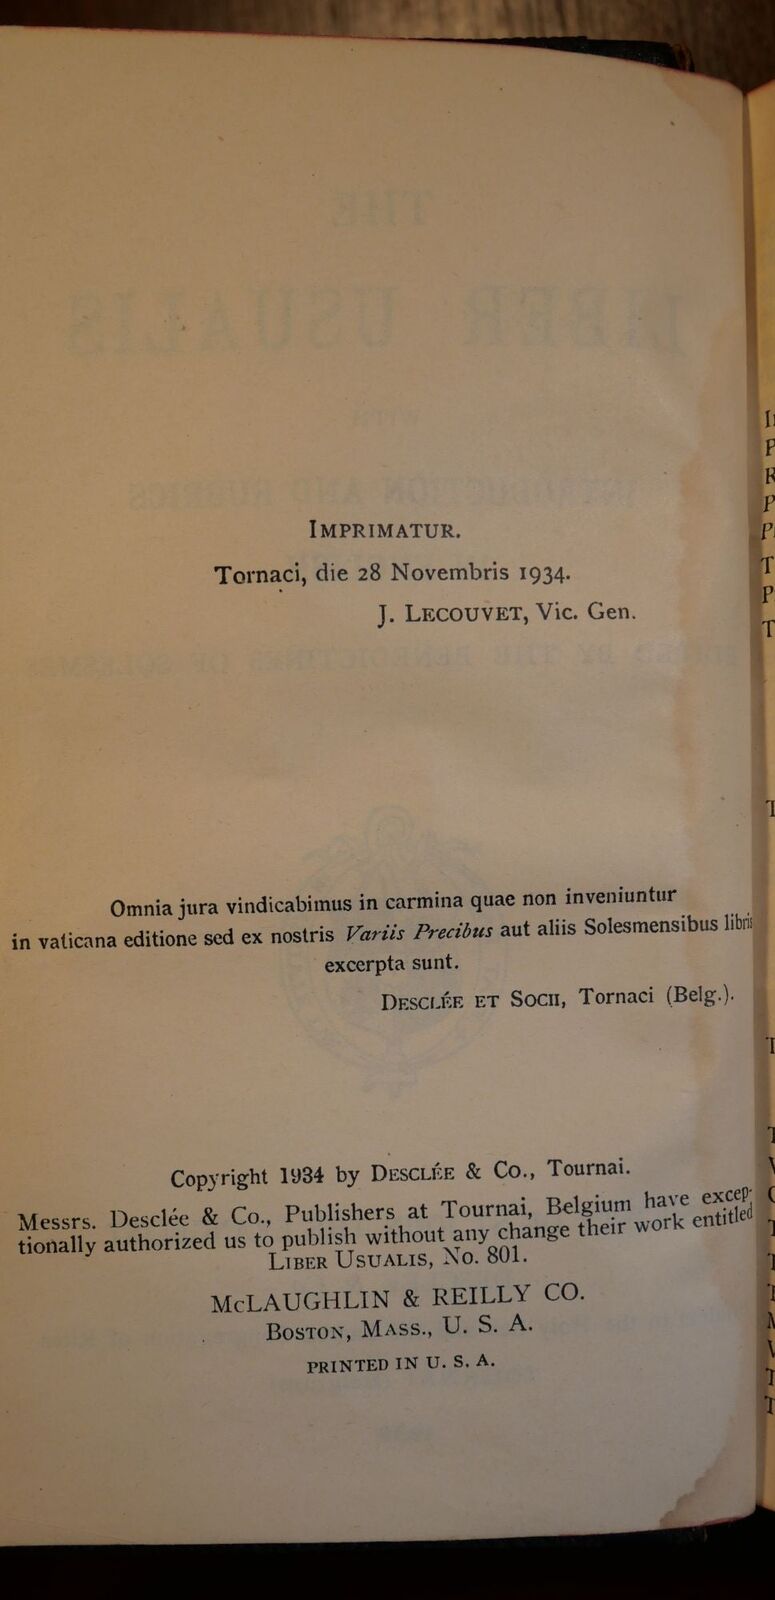 IMPRIMATUR.
Tornaci, die 28 Novembris 1934.
J. LECOUVET, Vic. Gen.
Omnia jura vindicabimus in carmina quae non inveniuntur
in vaticana editione sed ex nostris Variis Precibus aut aliis Solesmensibus libris
excerpta sunt.
DESCLÉE ET SOCII, Tornaci (Belg.).
Copyright 1934 by DESCLÉE & Co., Tournai.
Messrs. Desclée & Co., Publishers at Tournai, Belgium have excep-
tionally authorized us to publish without any change their work entitled
LIBER USUALIS, No. 801.
McLAUGHLIN & REILLY CO.
BOSTON, MASS., U. S. A.
PRINTED IN U. S. A.